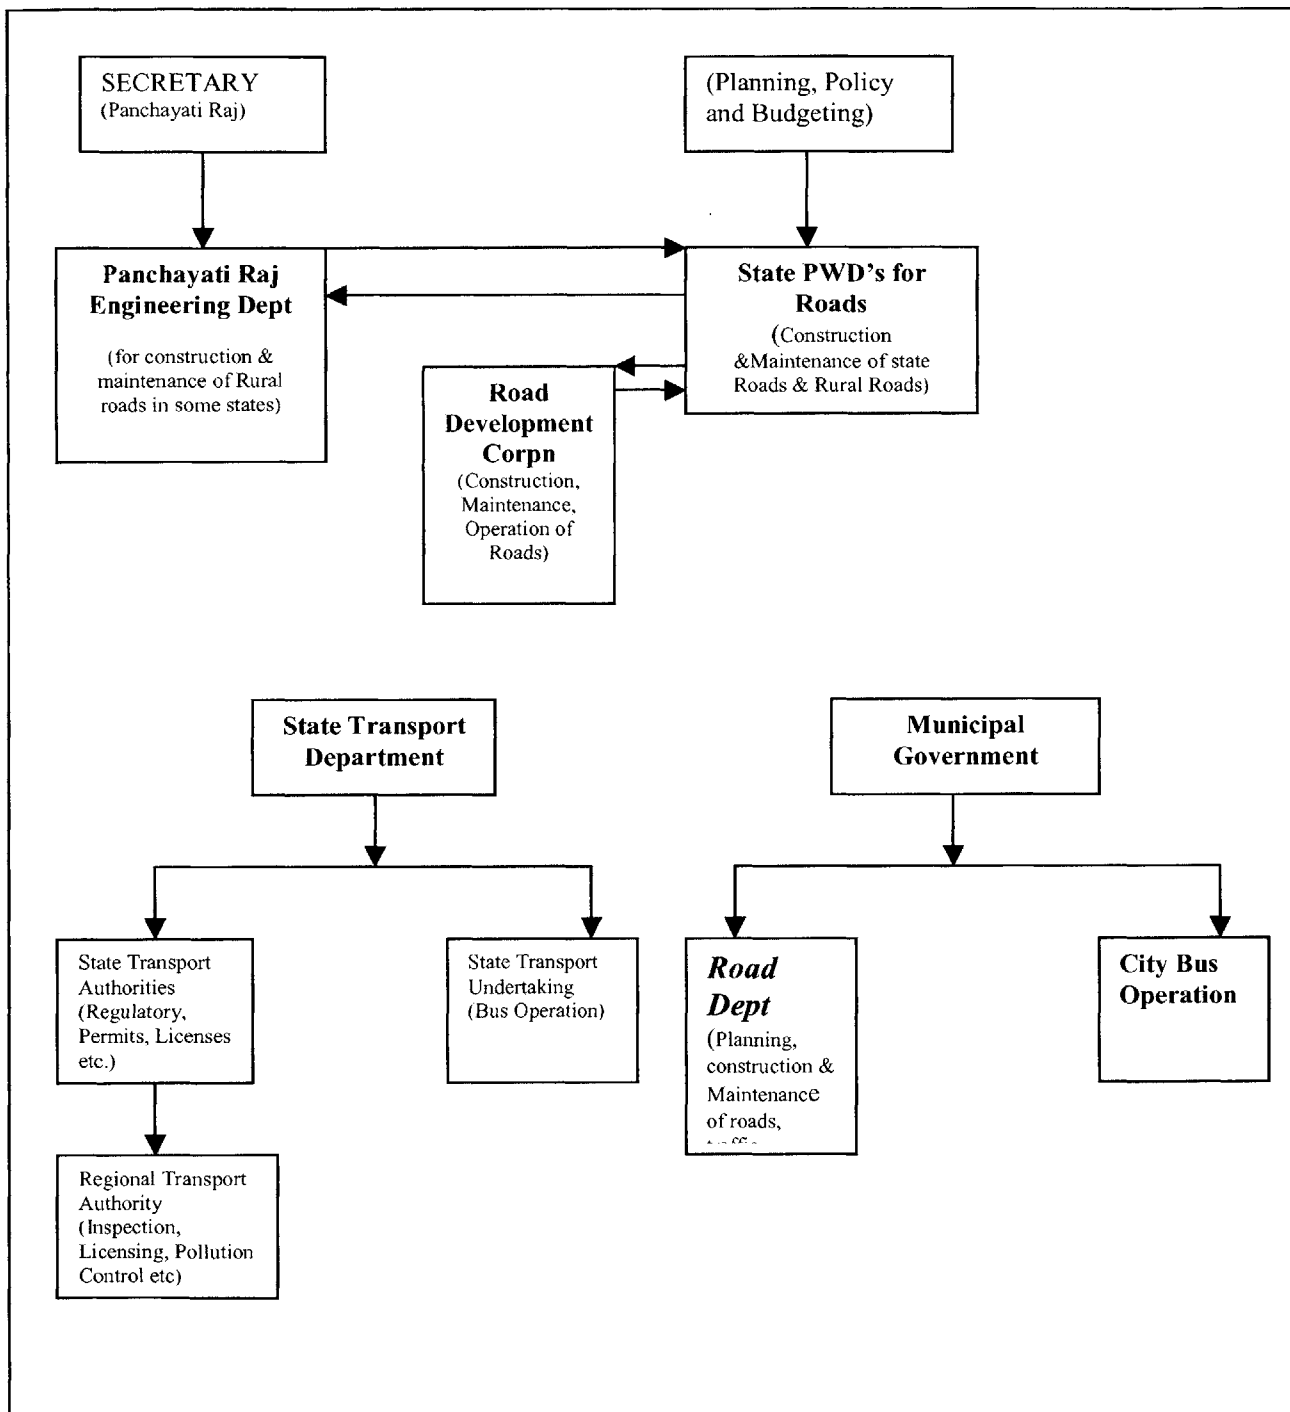 SECRETARY
(Panchayati Raj)
(Planning, Policy
and Budgeting)
Panchayati Raj
Engineering Dept
(for construction &
maintenance of Rural
roads in some states)
State PWD's for
Roads
(Construction
&Maintenance of state
Roads & Rural Roads)
Road
Development
Corpn
(Construction,
Maintenance,
Operation of
Roads)
State Transport
Department
Municipal
Government
State Transport
Authorities
(Regulatory,
Permits, Licenses
etc.)
State Transport
Undertaking
(Bus Operation)
Road
Dept
(Planning,
construction &
Maintenance
of roads,
City Bus
Operation
Regional Transport
Authority
(Inspection,
Licensing, Pollution
Control etc)